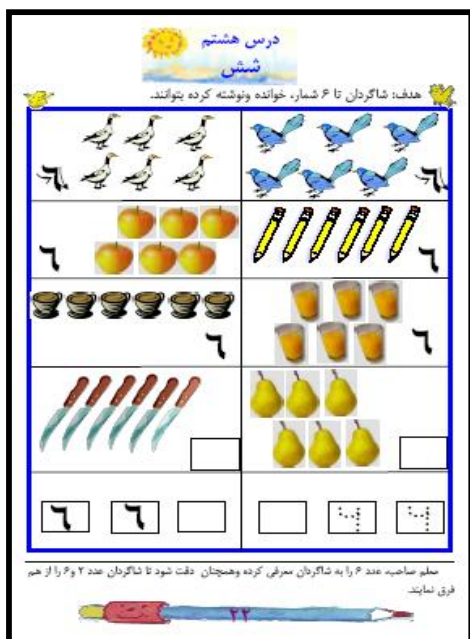 درس هشتم
شش
هدف: شاگردان تا ۶ شمار، خوانده ونوشته کرده بتوانند.
٦ ٦
٦ ٦
٦ ٦
٦ ٦ ۴ ۴
معلم صاحب، عدد ۶ را به شاگردان معرفی کرده وهمچنان دقت شود تا شاگردان عدد ۲ و۶ را از هم
فرق نمایند.
۲۲